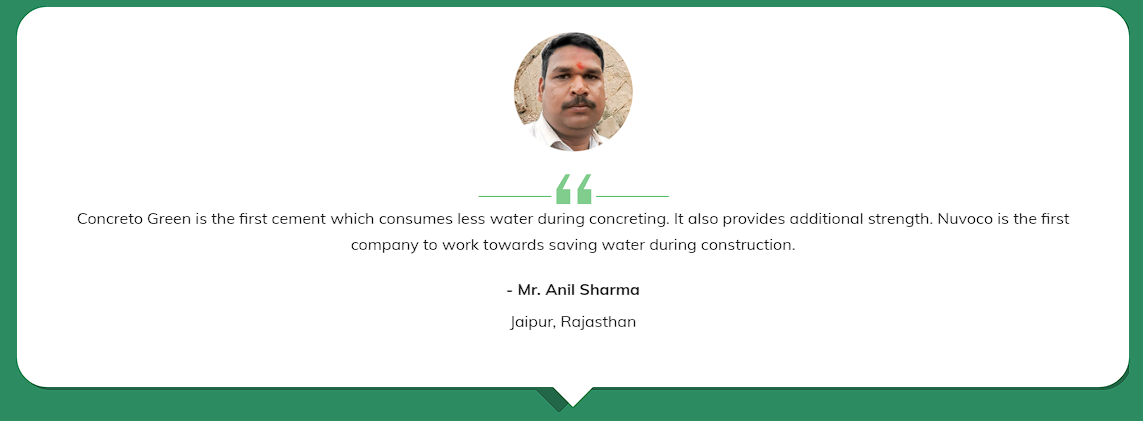 Concreto Green is the first cement which consumes less water during concreting. It also provides additional strength. Nuvoco is the first
company to work towards saving water during construction.
- Mr. Anil Sharma
Jaipur, Rajasthan